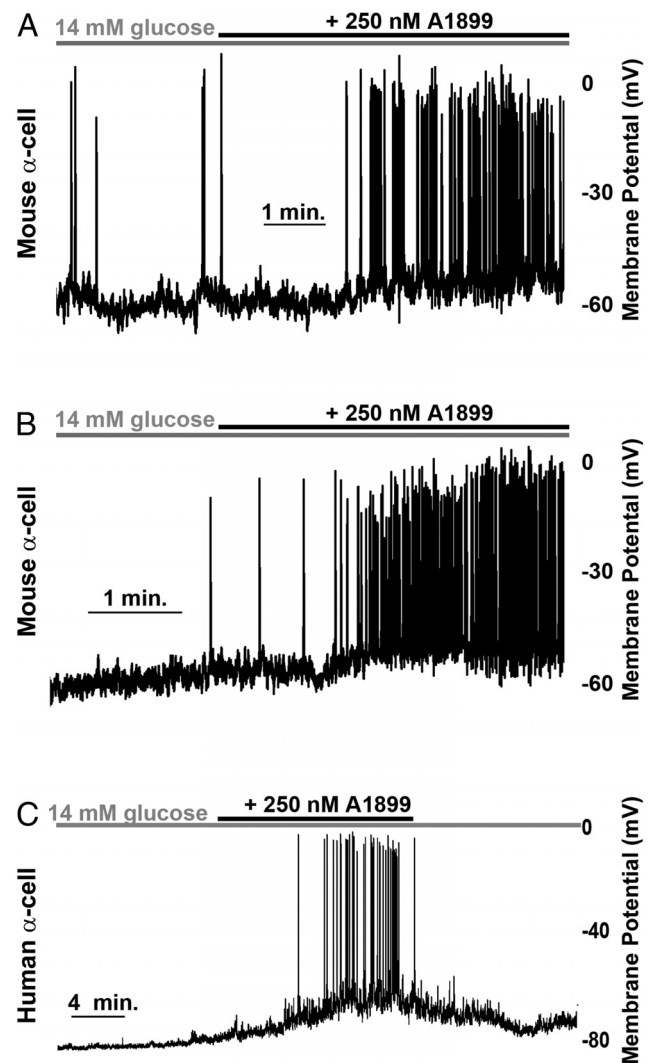 A
14 mM glucose
+ 250 nM A1899
Mouse α-cell
1 min.
0
-30
-60
Membrane Potential (mV)
B
14 mM glucose
+ 250 nM A1899
Mouse α-cell
1 min.
0
-30
-60
Membrane Potential (mV)
C
14 mM glucose
+ 250 nM A1899
Human α-cell
4 min.
0
-40
-80
Membrane Potential (mV)